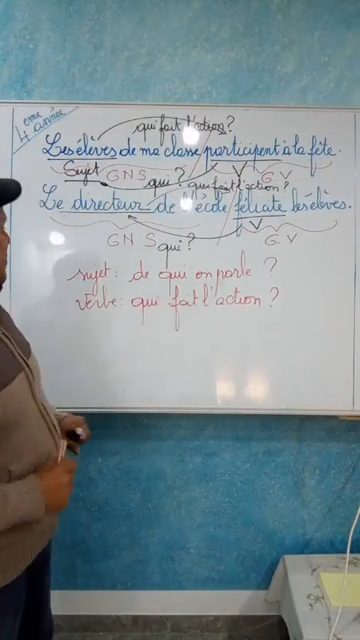 4ème Année
qui fait l'action?
Les élèves de ma classe participent à la fête.
Sujet GNS qui? V G.V
qui fait l'action?
Le directeur de l'école félicite les élèves.
GNS qui? V G.V
sujet: de qui on parle?
verbe: qui fait l'action?